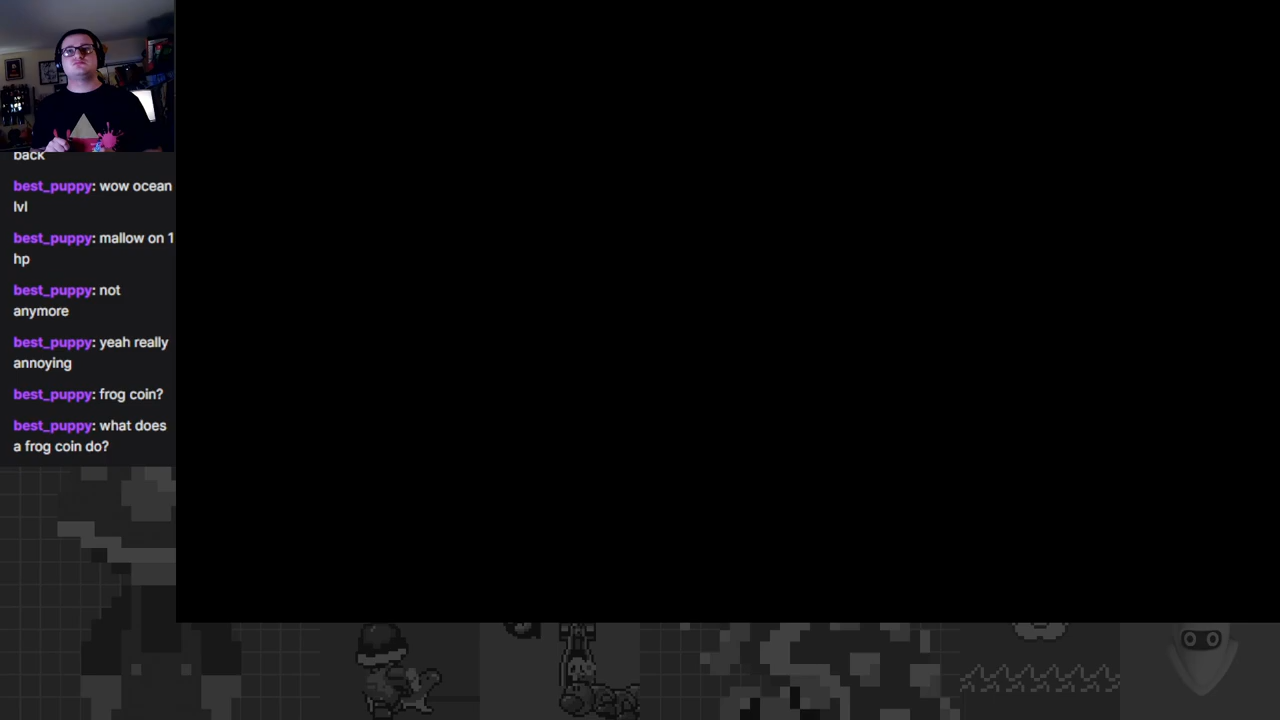 back
best_puppy: wow ocean
lvl
best_puppy: mallow on 1
hp
best_puppy: not
anymore
best_puppy: yeah really
annoying
best_puppy: frog coin?
best_puppy: what does
a frog coin do?